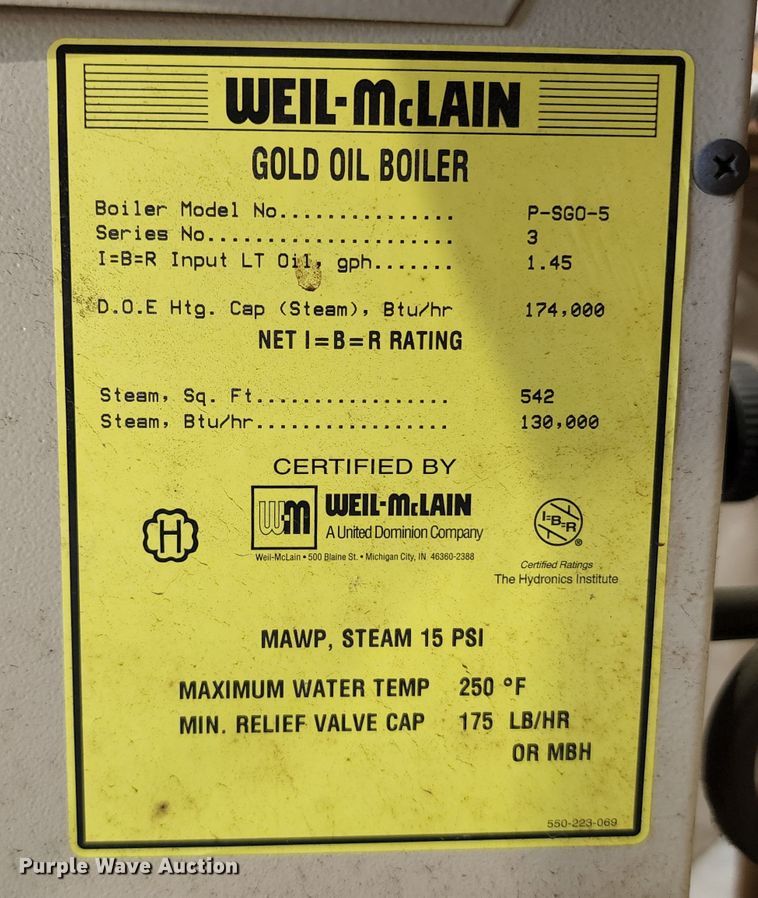 WEIL-McLAIN
GOLD OIL BOILER
Boiler Model No............... P-SGO-5
Series No...................... 3
I=B=R Input LT Oil, gph....... 1.45
D.O.E Htg. Cap (Steam), Btu/hr 174,000
NET I=B=R RATING
Steam, Sq. Ft................. 542
Steam, Btu/hr................. 130,000
CERTIFIED BY
H
WM WEIL-McLAIN
A United Dominion Company
Weil-McLain • 500 Blaine St. • Michigan City, IN. 46360-2388
I=B=R ®
Certified Ratings
The Hydronics Institute
MAWP, STEAM 15 PSI
MAXIMUM WATER TEMP 250 °F
MIN. RELIEF VALVE CAP 175 LB/HR
OR MBH
550-223-069
Purple Wave Auction